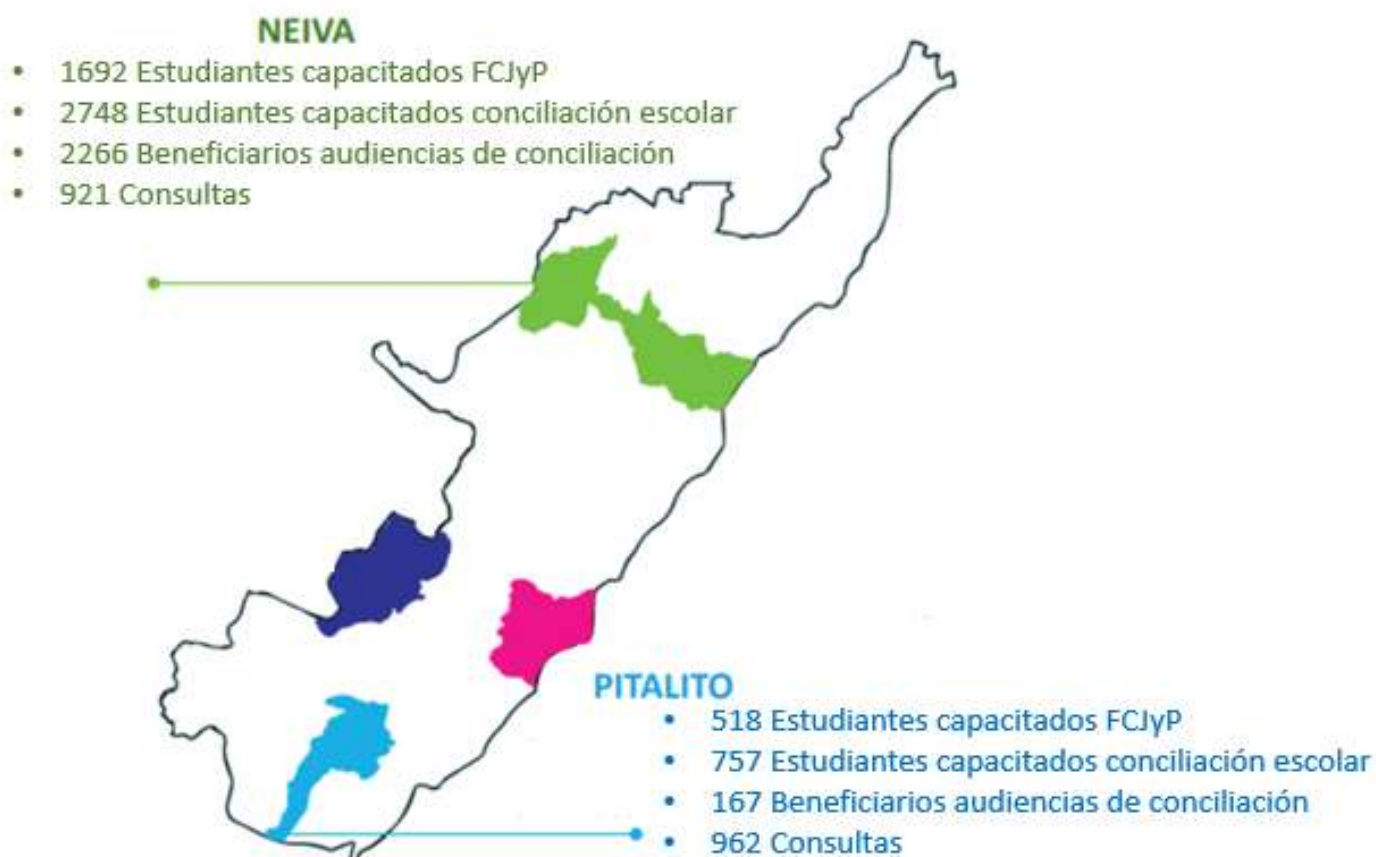 NEIVA
• 1692 Estudiantes capacitados FCJyP
• 2748 Estudiantes capacitados conciliación escolar
• 2266 Beneficiarios audiencias de conciliación
• 921 Consultas
PITALITO
• 518 Estudiantes capacitados FCJyP
• 757 Estudiantes capacitados conciliación escolar
• 167 Beneficiarios audiencias de conciliación
• 962 Consultas